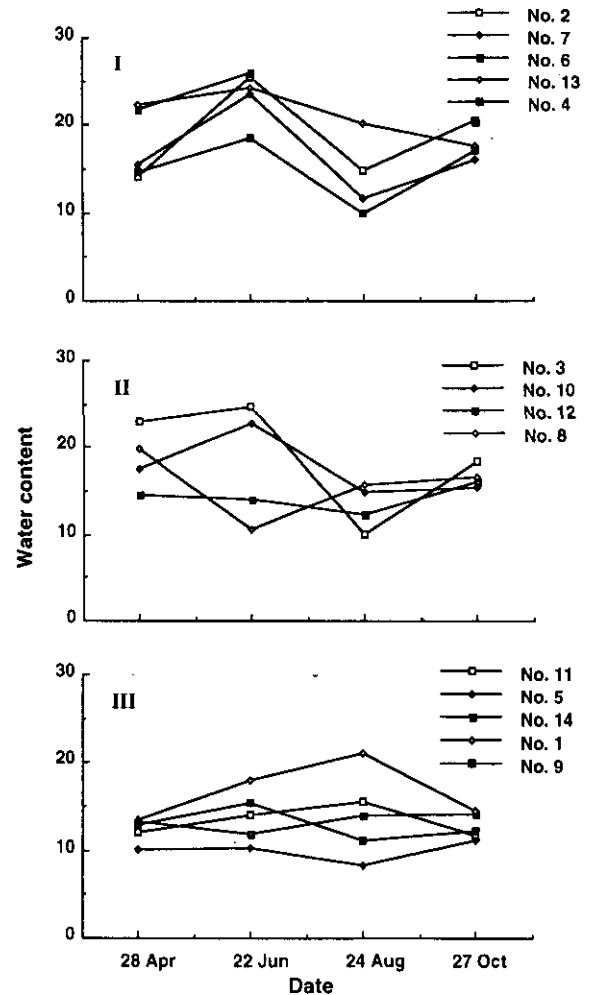 I
30
20
10
0
No. 2
No. 7
No. 6
No. 13
No. 4
II
30
20
10
0
No. 3
No. 10
No. 12
No. 8
Water content
III
30
20
10
0
No. 11
No. 5
No. 14
No. 1
No. 9
28 Apr 22 Jun 24 Aug 27 Oct
Date